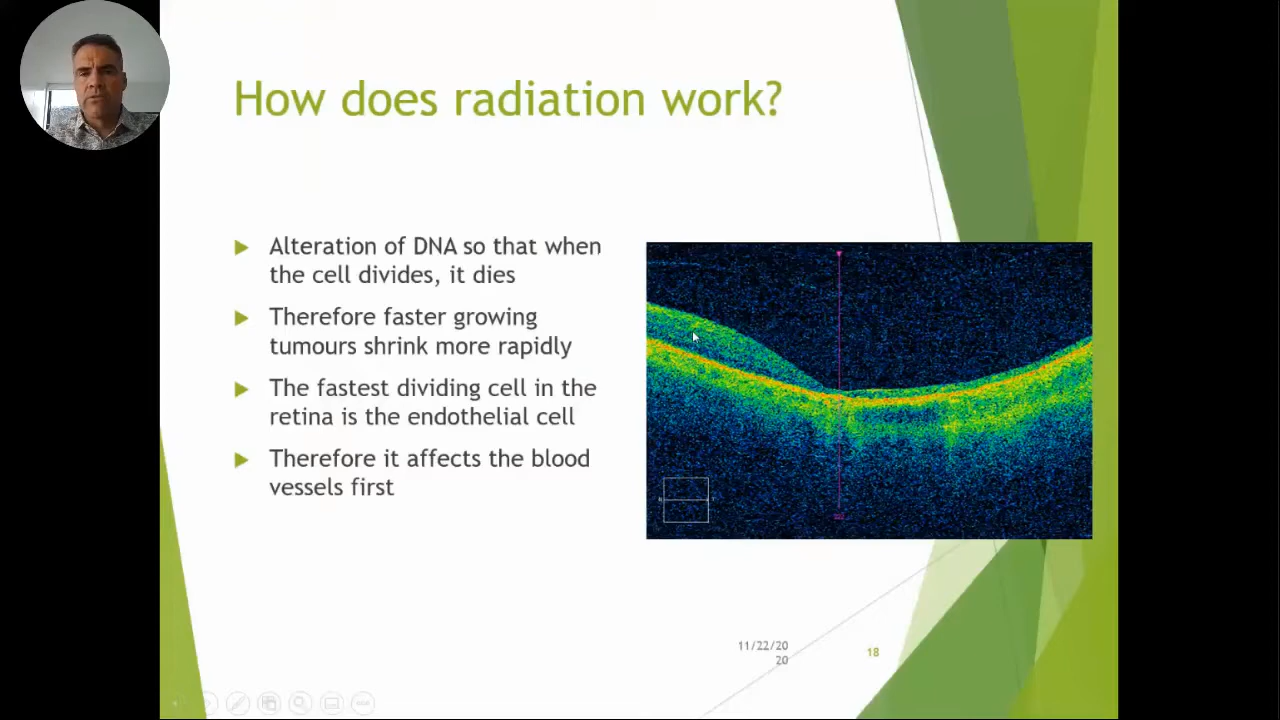 How does radiation work?
Alteration of DNA so that when
the cell divides, it dies
Therefore faster growing
tumours shrink more rapidly
The fastest dividing cell in the
retina is the endothelial cell
Therefore it affects the blood
vessels first
11/22/20
20
18